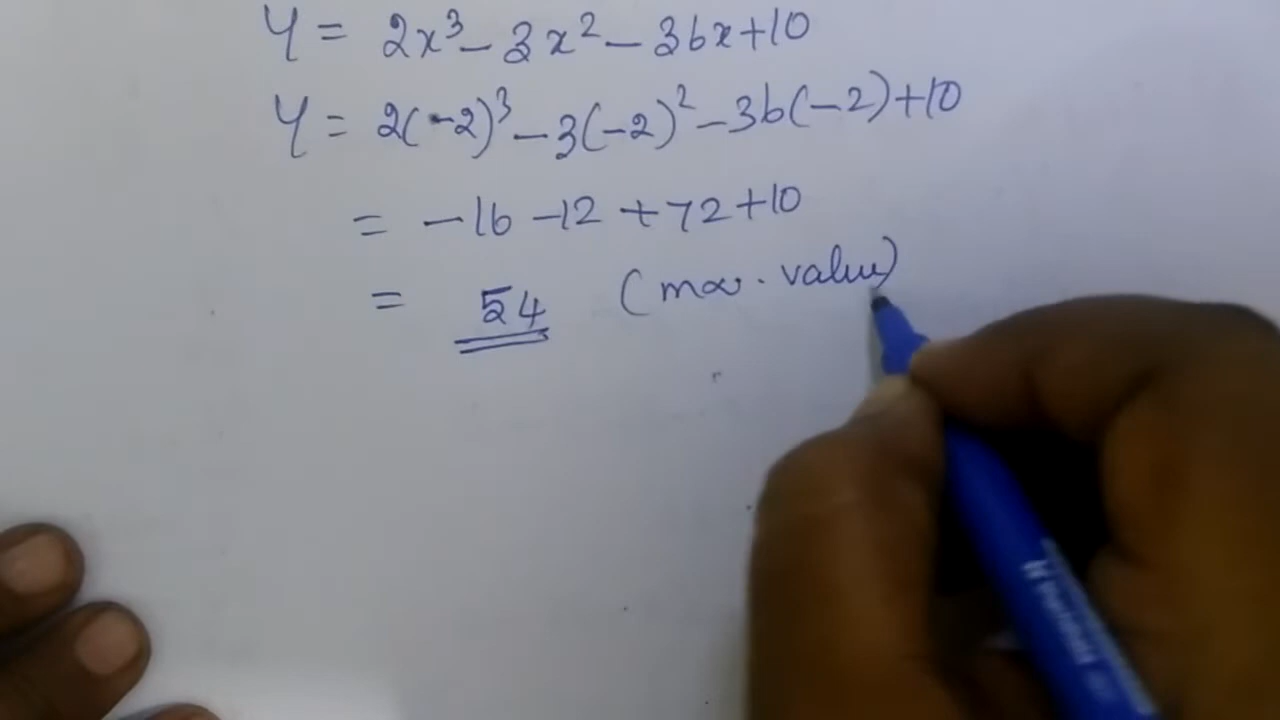 Y = 2x³ - 3x² - 36x + 10
Y = 2(-2)³ - 3(-2)² - 36(-2) + 10
= -16 - 12 + 72 + 10
= 54 (max. value)